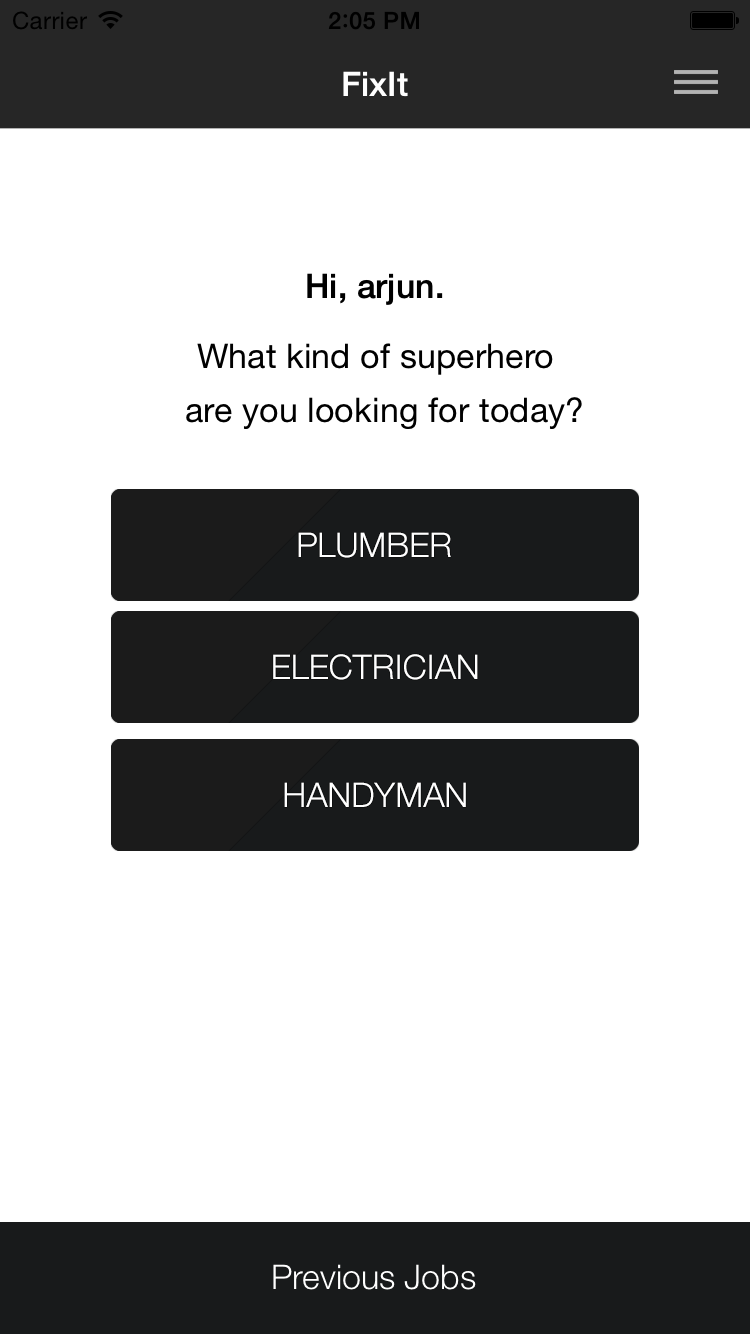 Carrier 2:05 PM
FixIt
Hi, arjun.
What kind of superhero
are you looking for today?
PLUMBER
ELECTRICIAN
HANDYMAN
Previous Jobs